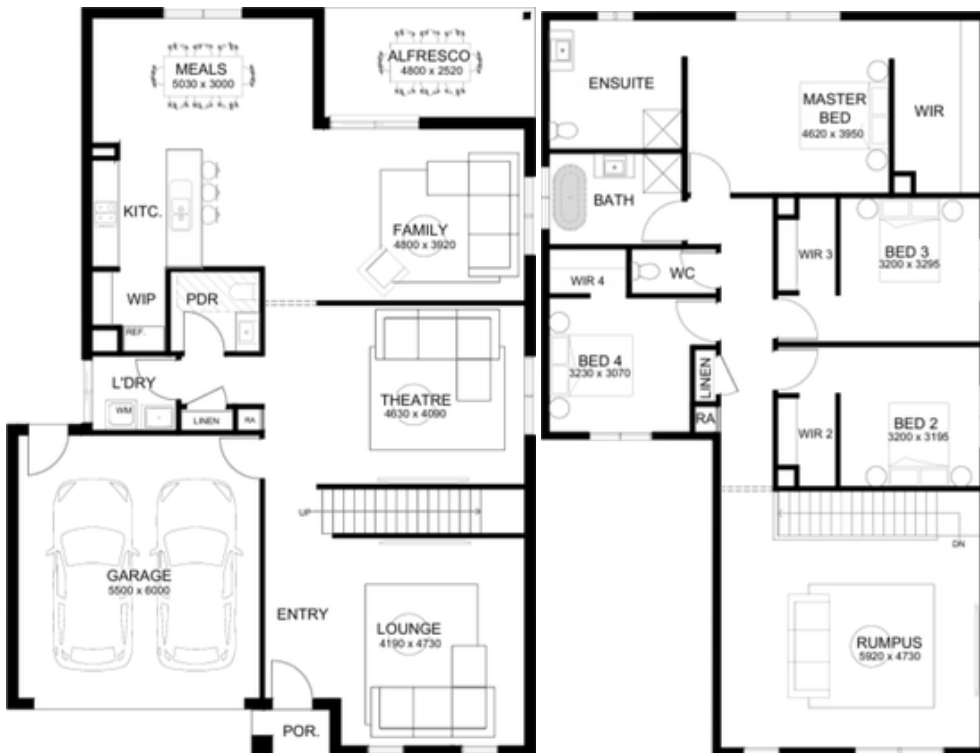 MEALS
5030 x 3000
ALFRESCO
4800 x 2520
KITC.
FAMILY
4800 x 3920
WIP
PDR
REF.
L'DRY
WM
LINEN
RA
THEATRE
4630 x 4090
UP
GARAGE
5500 x 6000
ENTRY
LOUNGE
4190 x 4730
POR.
ENSUITE
MASTER
BED
4620 x 3950
WIR
BATH
WIR 4
WC
WIR 3
BED 3
3200 x 3295
BED 4
3230 x 3070
LINEN
RA
WIR 2
BED 2
3200 x 3195
DN
RUMPUS
5920 x 4730